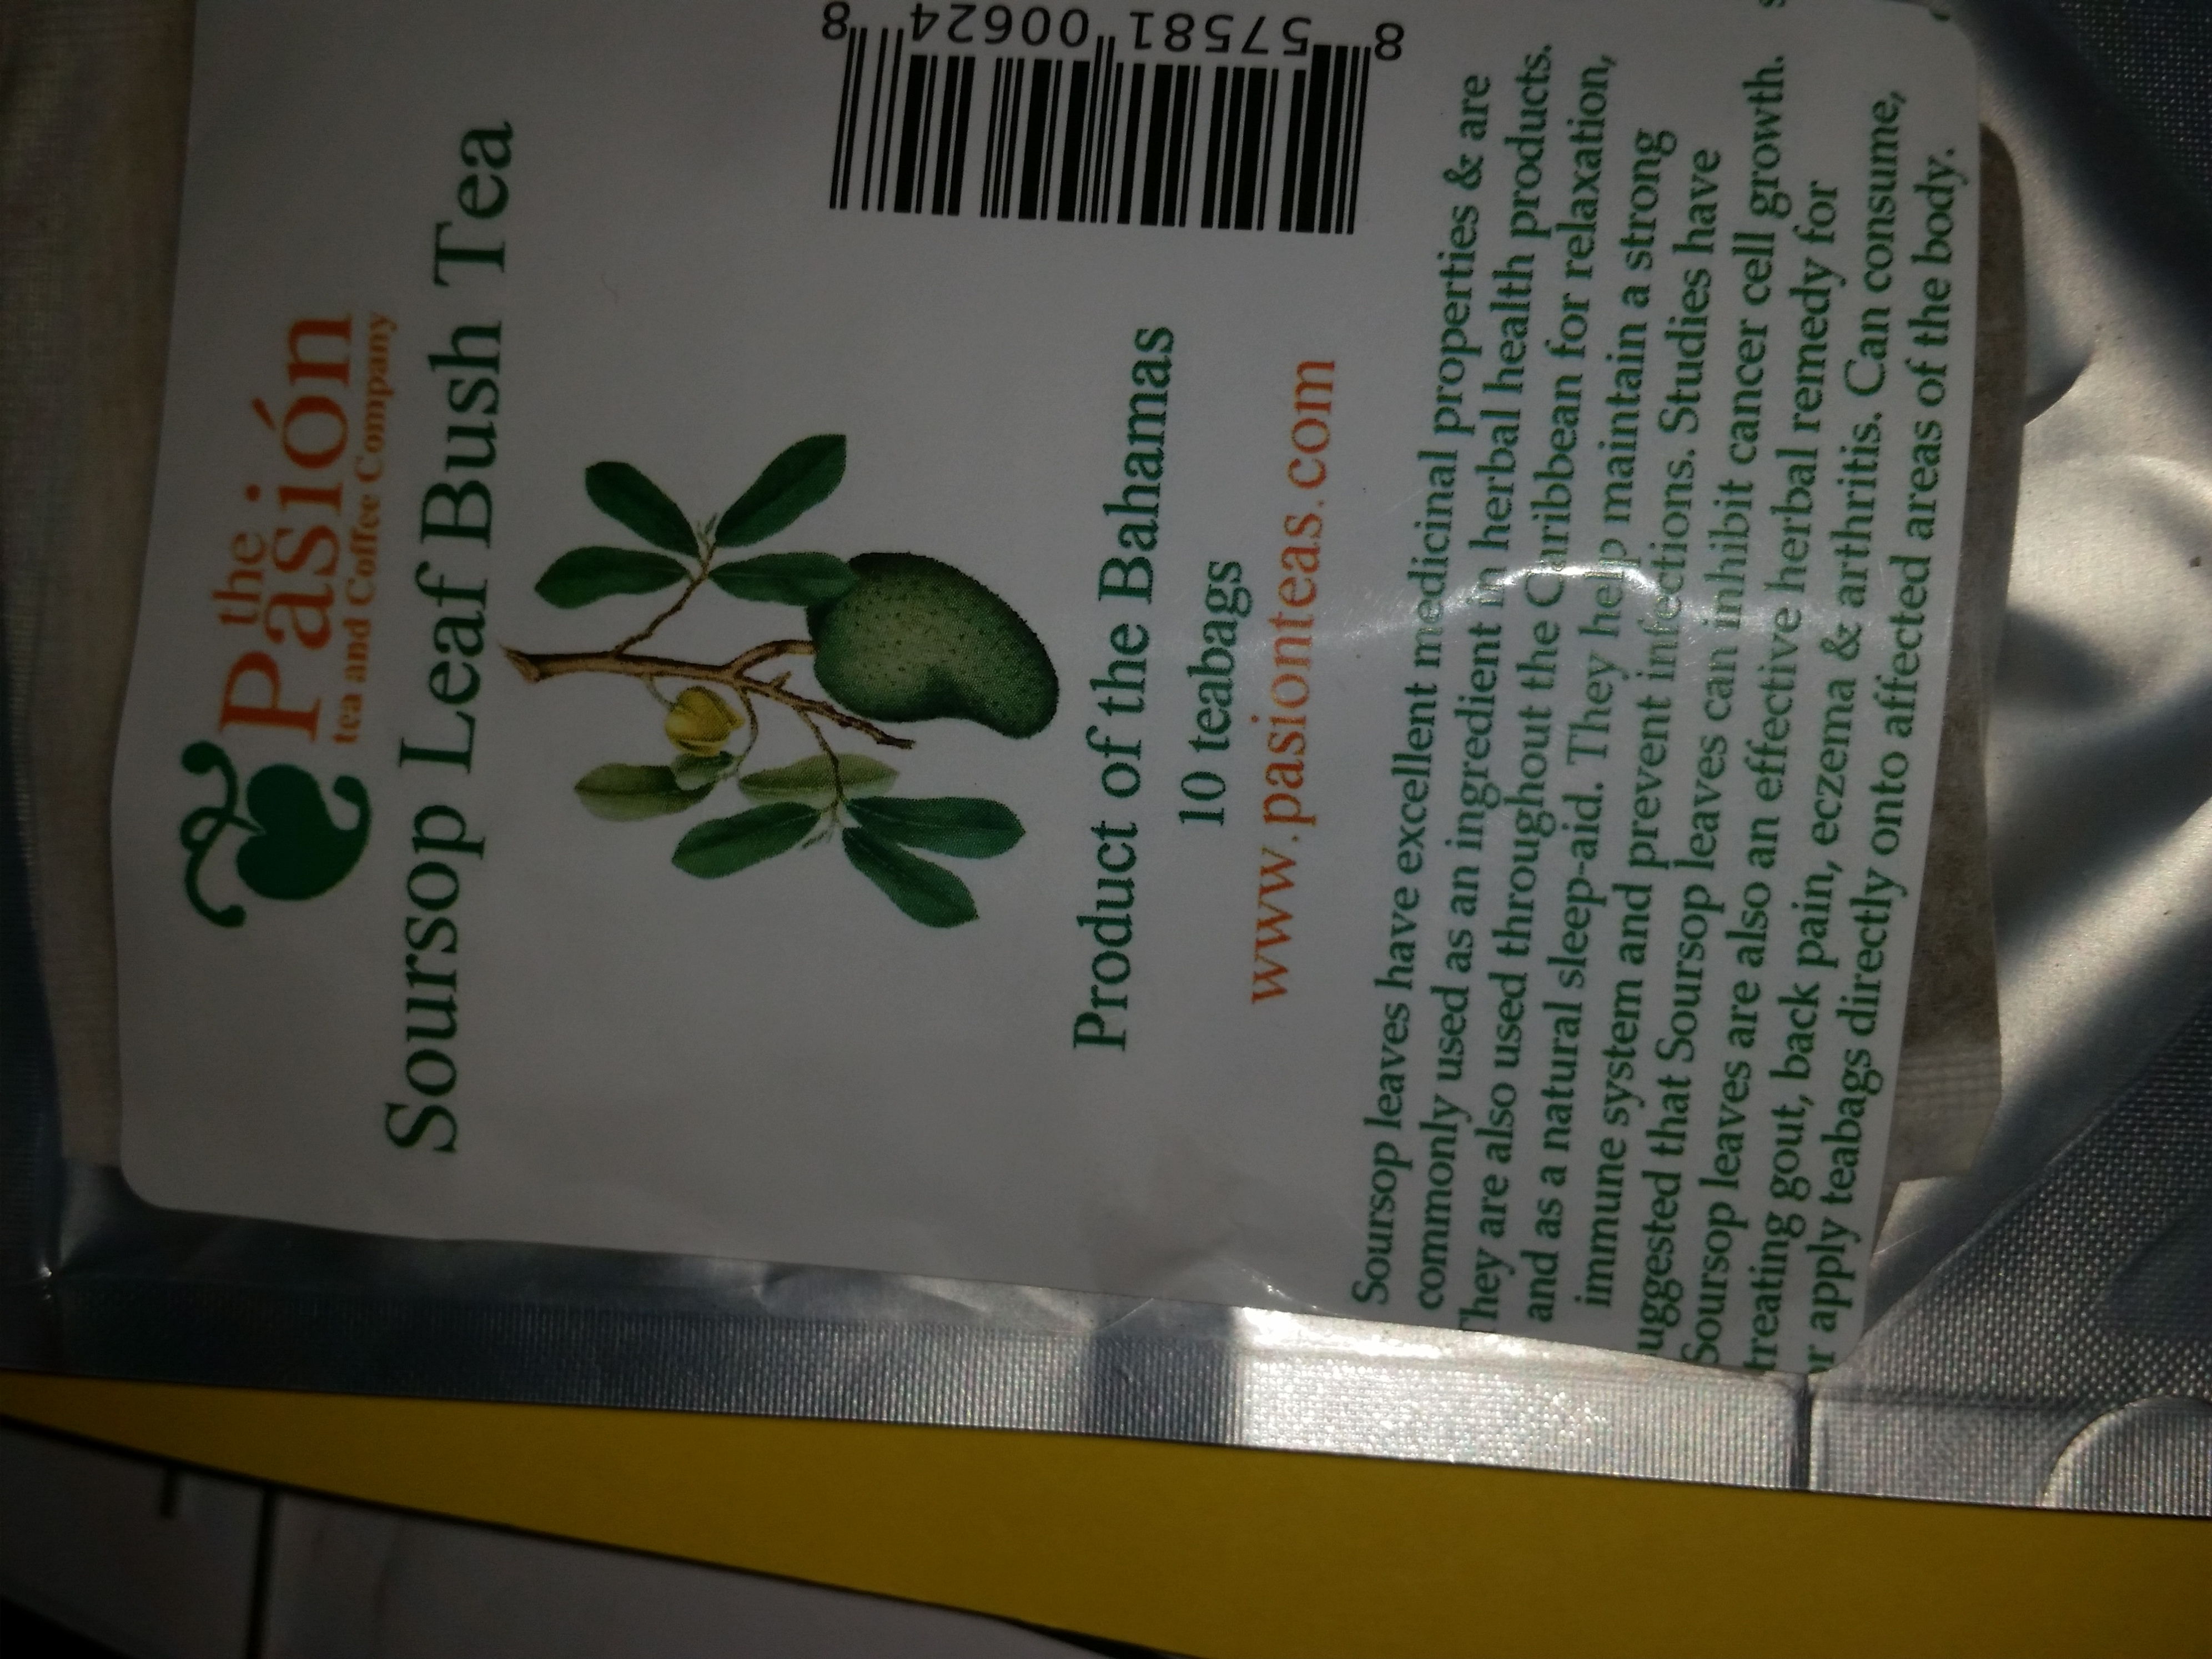 the
Pasión
tea and Coffee Company
Soursop Leaf Bush Tea
Product of the Bahamas
10 teabags
www.pasionteas.com
8 57581 00624 8
Soursop leaves have excellent medicinal properties & are
commonly used as an ingredient in herbal health products.
They are also used throughout the Caribbean for relaxation,
and as a natural sleep-aid. They help maintain a strong
immune system and prevent infections. Studies have
uggested that Soursop leaves can inhibit cancer cell growth.
Soursop leaves are also an effective herbal remedy for
treating gout, back pain, eczema & arthritis. Can consume,
r apply teabags directly onto affected areas of the body.